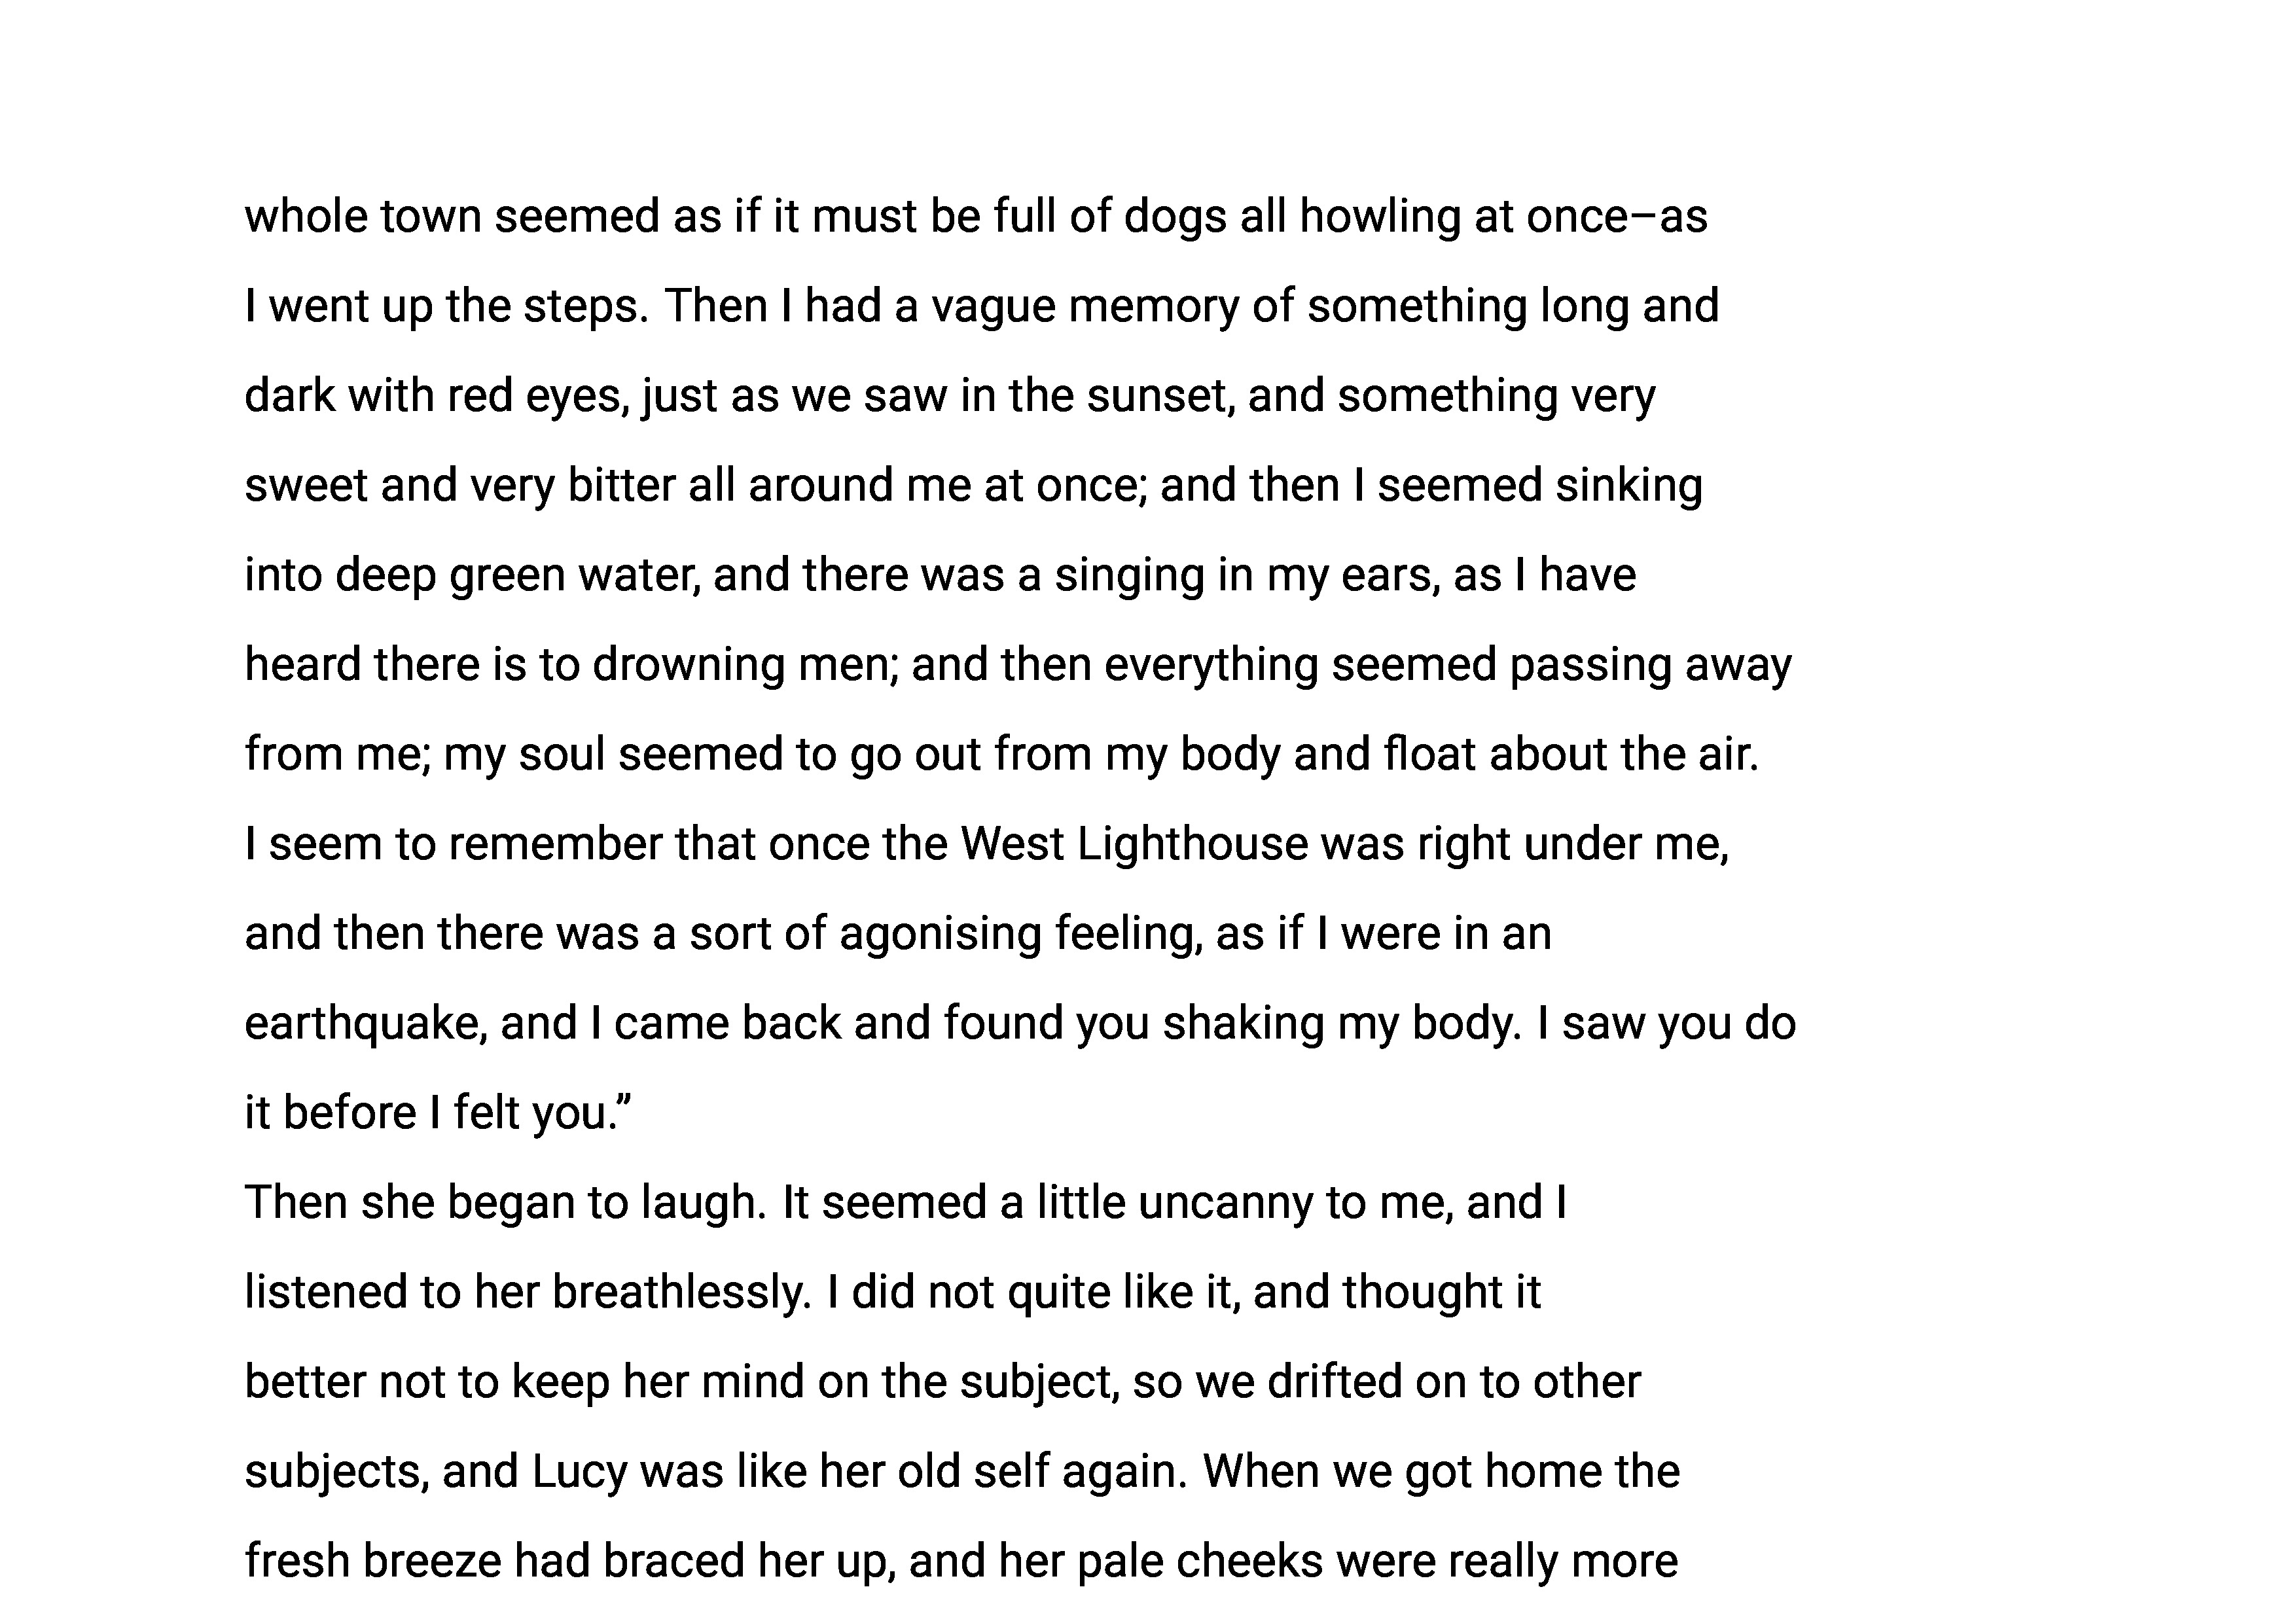 whole town seemed as if it must be full of dogs all howling at once–as
I went up the steps. Then I had a vague memory of something long and
dark with red eyes, just as we saw in the sunset, and something very
sweet and very bitter all around me at once; and then I seemed sinking
into deep green water, and there was a singing in my ears, as I have
heard there is to drowning men; and then everything seemed passing away
from me; my soul seemed to go out from my body and float about the air.
I seem to remember that once the West Lighthouse was right under me,
and then there was a sort of agonising feeling, as if I were in an
earthquake, and I came back and found you shaking my body. I saw you do
it before I felt you.”
Then she began to laugh. It seemed a little uncanny to me, and I
listened to her breathlessly. I did not quite like it, and thought it
better not to keep her mind on the subject, so we drifted on to other
subjects, and Lucy was like her old self again. When we got home the
fresh breeze had braced her up, and her pale cheeks were really more